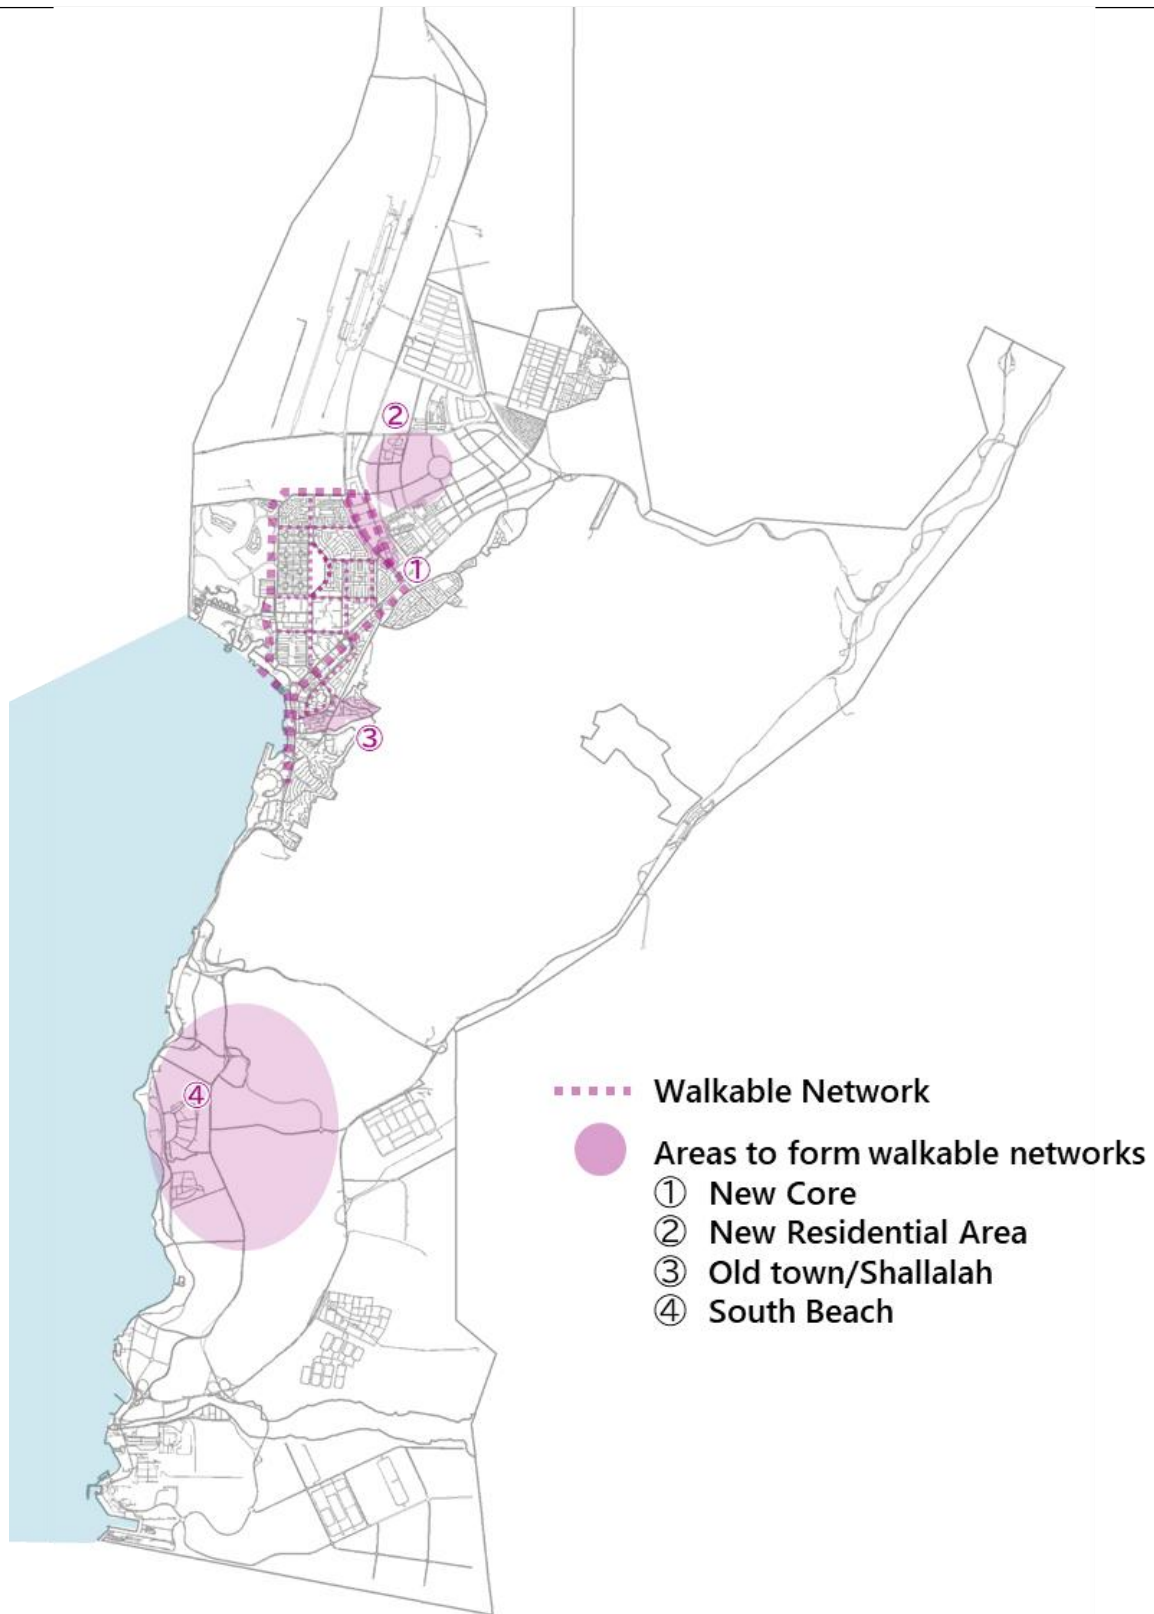 ②
①
③
④
Walkable Network
Areas to form walkable networks
① New Core
② New Residential Area
③ Old town/Shallalah
④ South Beach